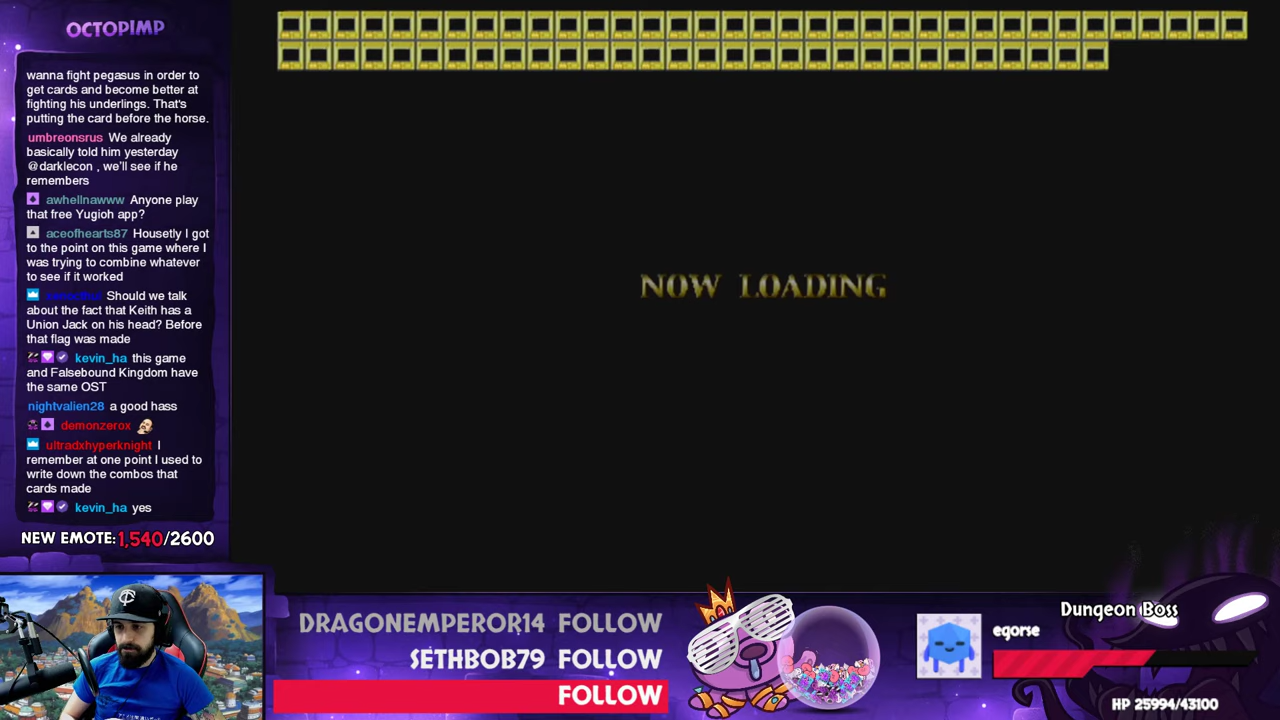 OCTOPIMP
wanna fight pegasus in order to
get cards and become better at
fighting his underlings. That's
putting the card before the horse.
umbreonsrus We already
basically told him yesterday
@darklecon , we'll see if he
remembers
awhellnawww Anyone play
that free Yugioh app?
aceofhearts87 Housetly I got
to the point on this game where I
was trying to combine whatever
to see if it worked
Should we talk
about the fact that Keith has a
Union Jack on his head? Before
that flag was made
kevin_ha this game
and Falsebound Kingdom have
the same OST
nightvalien28 a good hass
demonzerox
ultradxhyperknight I
remember at one point I used to
write down the combos that
cards made
kevin_ha yes
NEW EMOTE: 1,540/2600
NOW LOADING
DRAGONEMPEROR14 FOLLOW
SETHBOB79 FOLLOW
FOLLOW
Dungeon Boss
egorse
HP 25994/43100